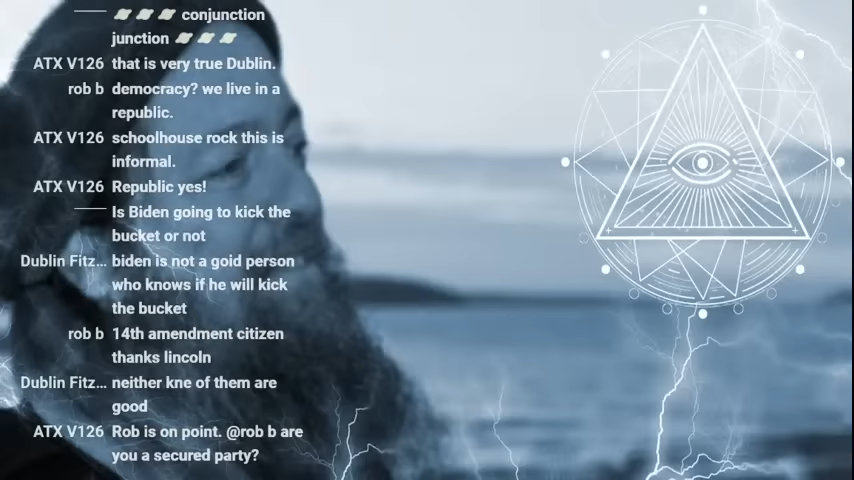 🪐 🪐 🪐 conjunction
junction 🪐 🪐 🪐
ATX V126 that is very true Dublin.
rob b democracy? we live in a
republic.
ATX V126 schoolhouse rock this is
informal.
ATX V126 Republic yes!
Is Biden going to kick the
bucket or not
Dublin Fitz... biden is not a goid person
who knows if he will kick
the bucket
rob b 14th amendment citizen
thanks lincoln
Dublin Fitz... neither kne of them are
good
ATX V126 Rob is on point. @rob b are
you a secured party?